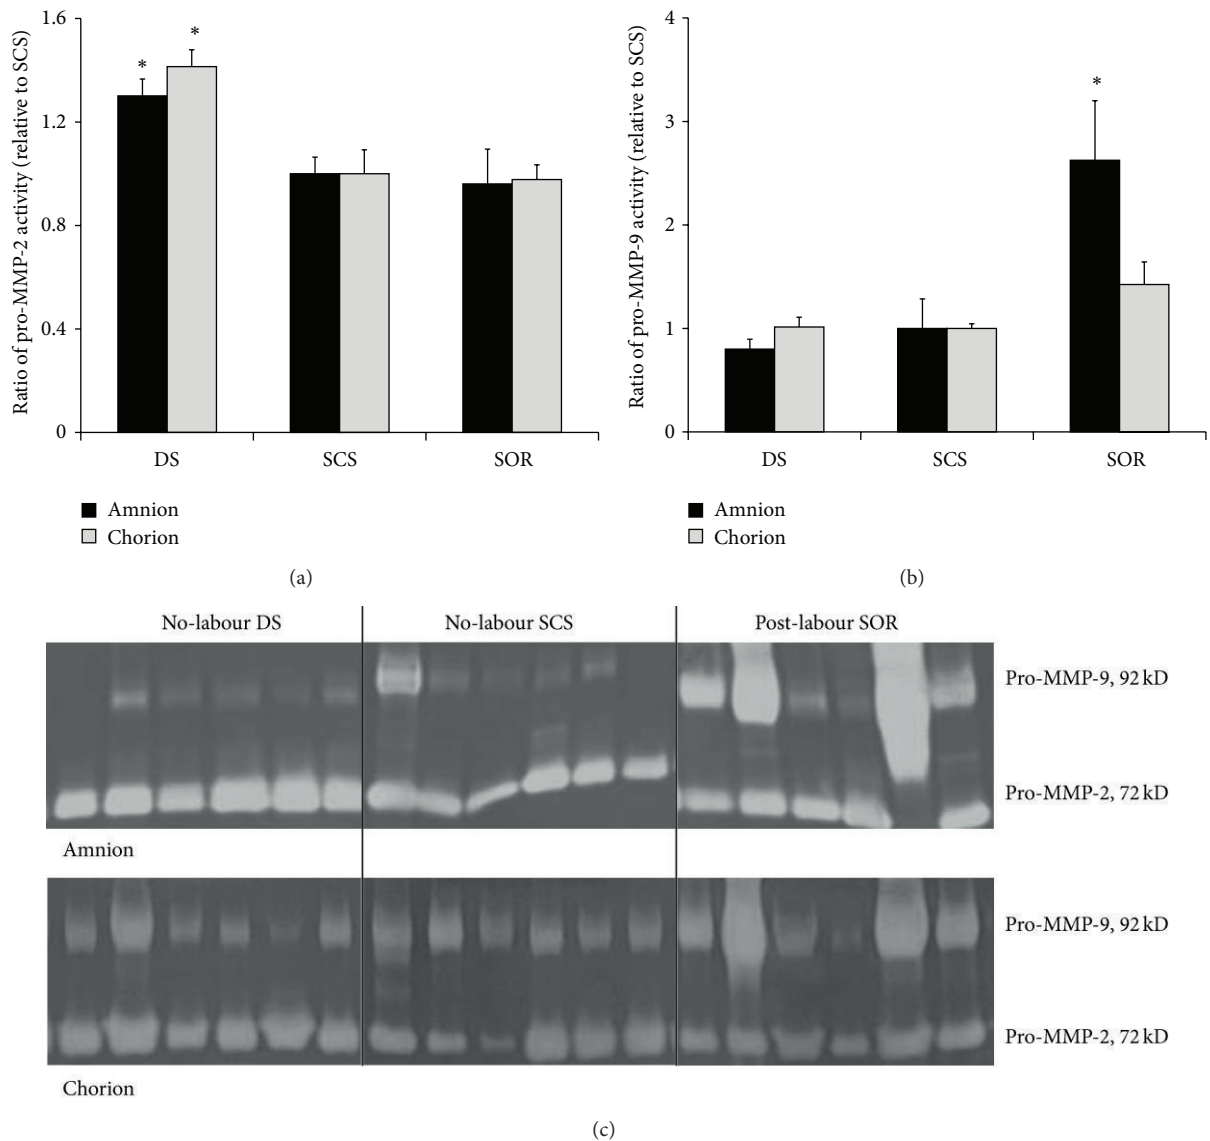 Ratio of pro-MMP-2 activity (relative to SCS)
1.6
1.2
0.8
0.4
0
*
*
DS
SCS
SOR
Amnion
Chorion
(a)
Ratio of pro-MMP-9 activity (relative to SCS)
4
3
2
1
0
*
DS
SCS
SOR
Amnion
Chorion
(b)
No-labour DS
No-labour SCS
Post-labour SOR
Pro-MMP-9, 92 kD
Pro-MMP-2, 72 kD
Amnion
Pro-MMP-9, 92 kD
Pro-MMP-2, 72 kD
Chorion
(c)